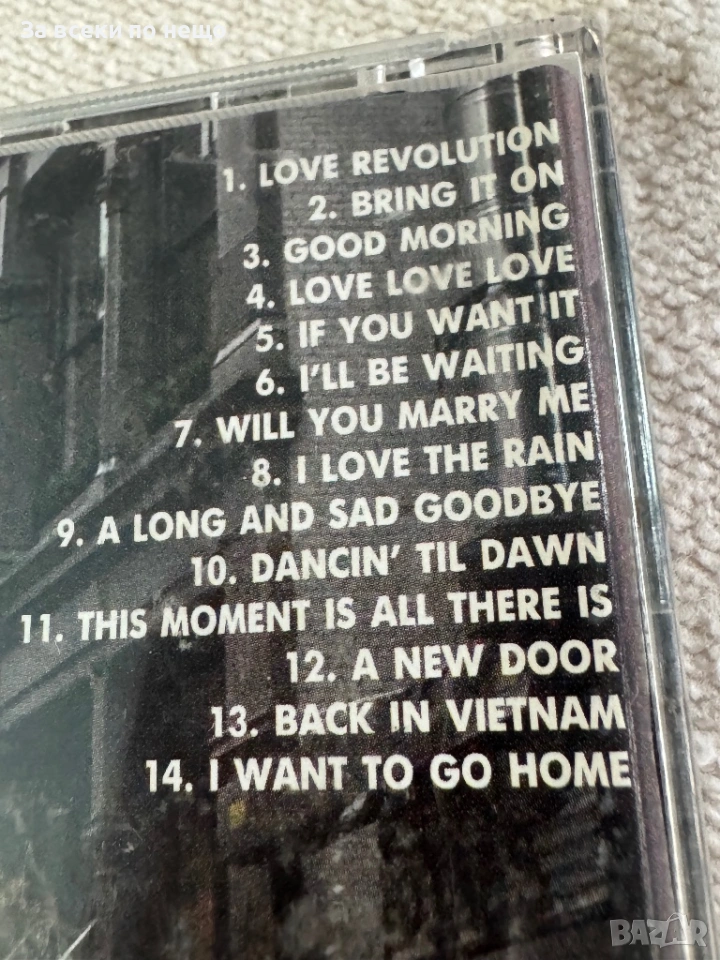 За всеки по нещо
1. LOVE REVOLUTION
2. BRING IT ON
3. GOOD MORNING
4. LOVE LOVE LOVE
5. IF YOU WANT IT
6. I'LL BE WAITING
7. WILL YOU MARRY ME
8. I LOVE THE RAIN
9. A LONG AND SAD GOODBYE
10. DANCIN' TIL DAWN
11. THIS MOMENT IS ALL THERE IS
12. A NEW DOOR
13. BACK IN VIETNAM
14. I WANT TO GO HOME
BAZAR